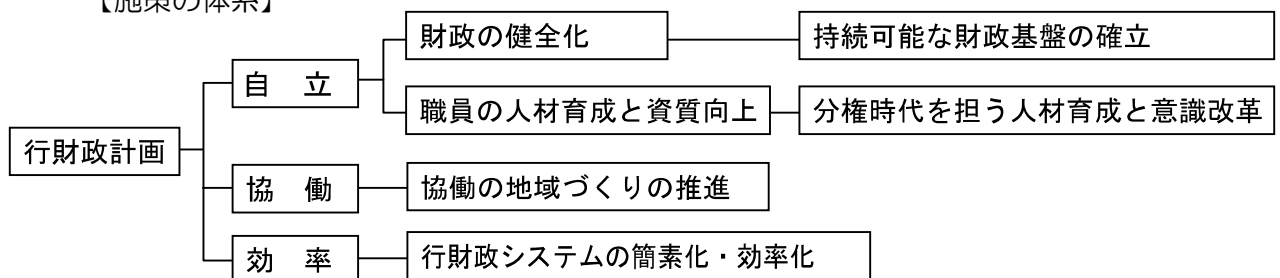 【施策の体系】
財政の健全化
持続可能な財政基盤の確立
自　立
職員の人材育成と資質向上
分権時代を担う人材育成と意識改革
行財政計画
協　働
協働の地域づくりの推進
効　率
行財政システムの簡素化・効率化